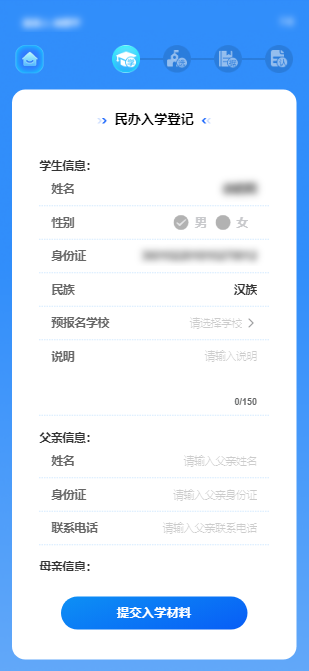 民办入学登记
学生信息:
姓名
性别 男 女
身份证
民族 汉族
预报名学校 请选择学校
说明 请输入说明
0/150
父亲信息:
姓名 请输入父亲姓名
身份证 请输入父亲身份证
联系电话 请输入父亲联系电话
母亲信息:
提交入学材料